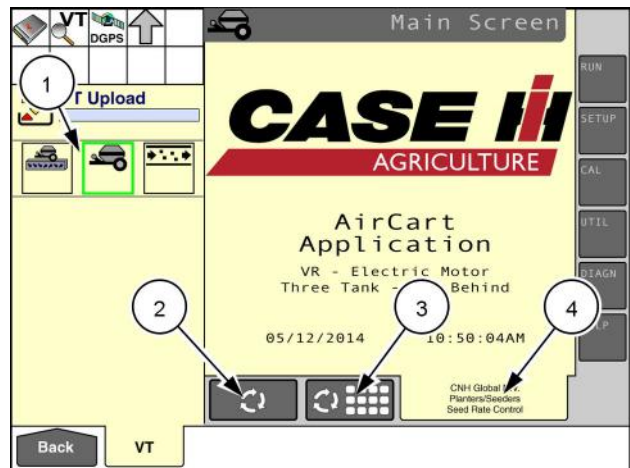 VT
DGPS
Main Screen
1
T Upload
CASE IH
AGRICULTURE
RUN
SETUP
CAL
UTIL
DIAGN
AirCart
Application
VR - Electric Motor
Three Tank - Behind
2
3
4
05/12/2014 10:50:04AM
CNH Global
Planters/Seeders
Seed Rate Control
Back
VT